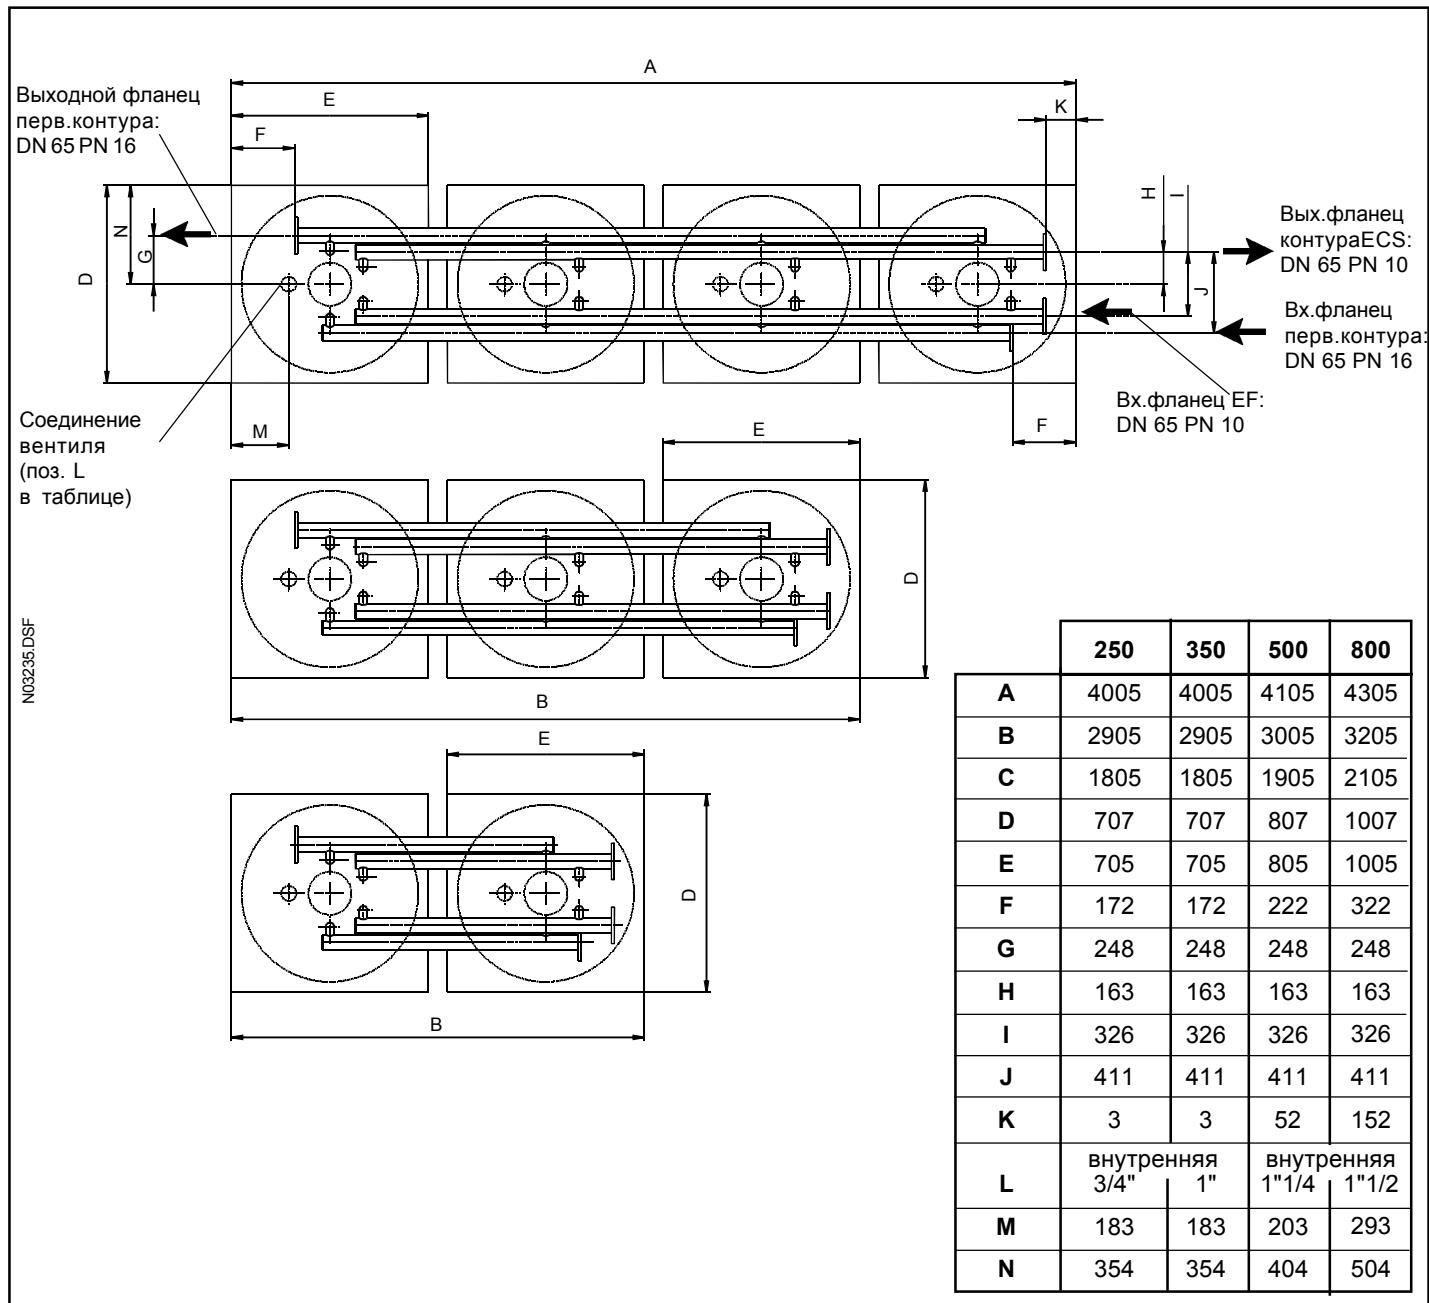 A
Выходной фланец
перв.контура:
DN 65 PN 16
E
K
F
N
G
D
H
I
J
Вых.фланец
контураECS:
DN 65 PN 10
Вх.фланец
перв.контура:
DN 65 PN 16
Вх.фланец EF:
DN 65 PN 10
Соединение
вентиля
(поз. L
в таблице)
M
F
E
D
B
N03235.DSF
E
D
B
250 350 500 800
A 4005 4005 4105 4305
B 2905 2905 3005 3205
C 1805 1805 1905 2105
D 707 707 807 1007
E 705 705 805 1005
F 172 172 222 322
G 248 248 248 248
H 163 163 163 163
I 326 326 326 326
J 411 411 411 411
K 3 3 52 152
внутренняя внутренняя
L 3/4" 1" 1"1/4 1"1/2
M 183 183 203 293
N 354 354 404 504